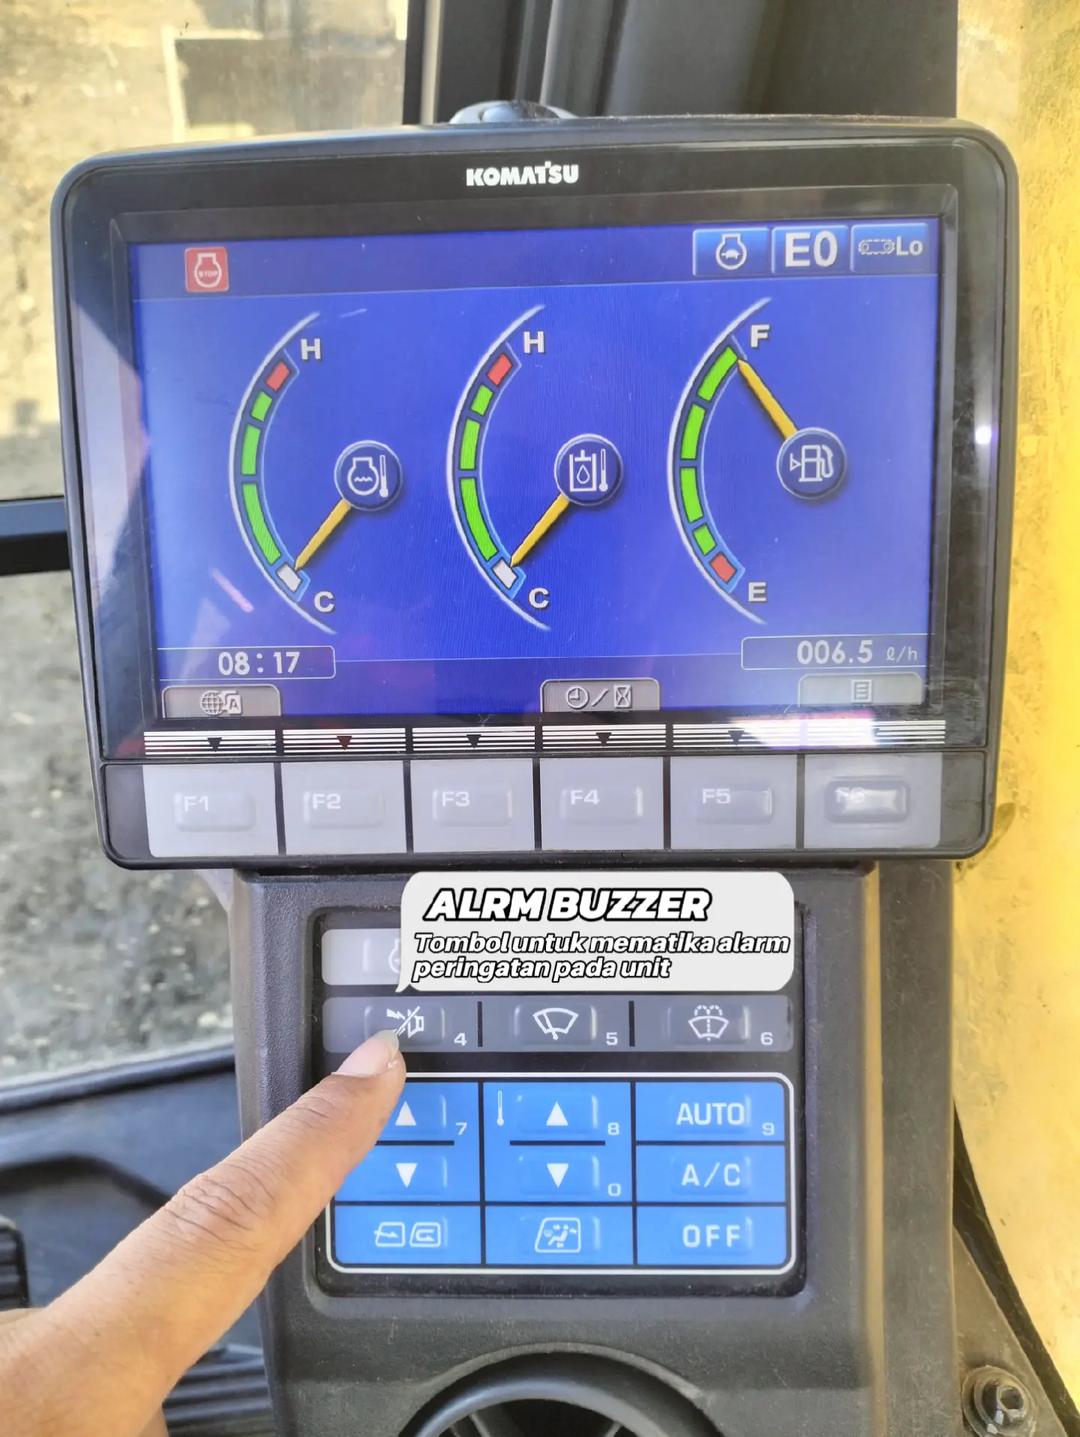 KOMATSU
STOP
E0
Lo
H
H
F
C
C
E
08:17
006.5 ℓ/h
A
F1
F2
F3
F4
F5
F6
ALRM BUZZER
Tombol untuk mematika alarm
peringatan pada unit
4
5
6
7
8
AUTO 9
0
A/C
OFF